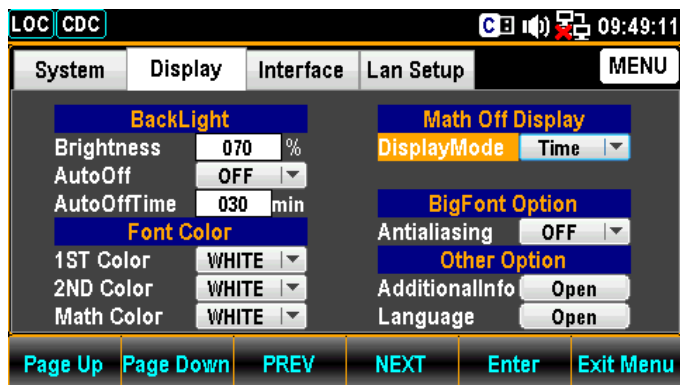 LOC CDC C 09:49:11
System Display Interface Lan Setup MENU
BackLight
Brightness 070 %
AutoOff OFF
AutoOffTime 030 min
Font Color
1ST Color WHITE
2ND Color WHITE
Math Color WHITE
Math Off Display
DisplayMode Time
BigFont Option
Antialiasing OFF
Other Option
AdditionalInfo Open
Language Open
Page Up Page Down PREV NEXT Enter Exit Menu